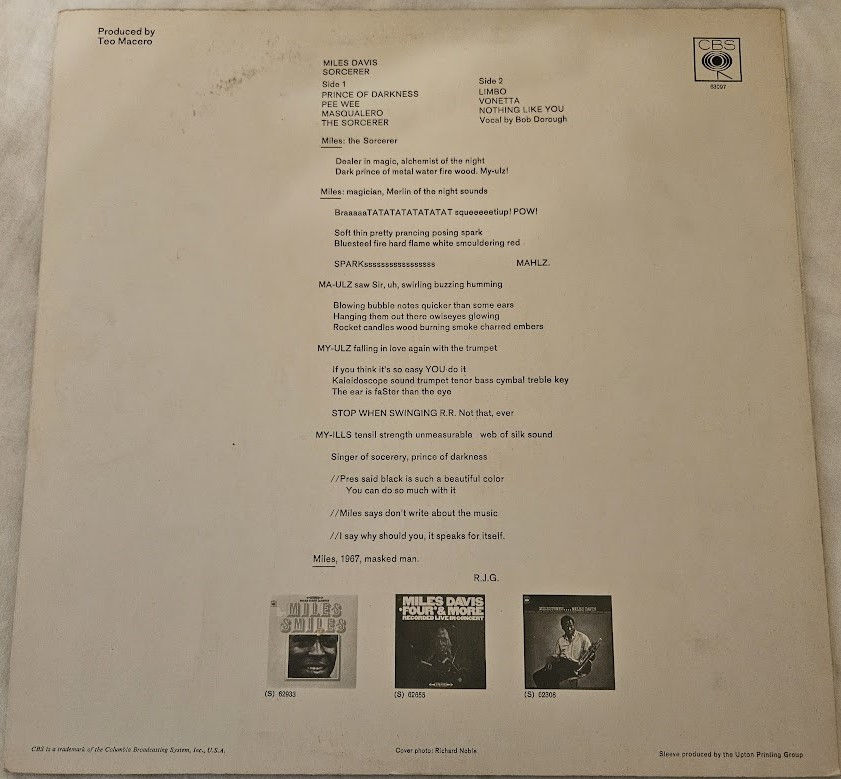 Produced by
Teo Macero
CBS
63097
MILES DAVIS
SORCERER
Side 1
PRINCE OF DARKNESS
PEE WEE
MASQUALERO
THE SORCERER
Side 2
LIMBO
VONETTA
NOTHING LIKE YOU
Vocal by Bob Dorough
Miles: the Sorcerer
Dealer in magic, alchemist of the night
Dark prince of metal water fire wood. My-ulz!
Miles: magician, Merlin of the night sounds
BraaaaTATATATATATATAT squeeeeetiup! POW!
Soft thin pretty prancing posing spark
Bluesteel fire hard flame white smouldering red
SPARKsssssssssssssssss MAHLZ.
MA-ULZ saw Sir, uh, swirling buzzing humming
Blowing bubble notes quicker than some ears
Hanging them out there owlseyes glowing
Rocket candles wood burning smoke charred embers
MY-ULZ falling in love again with the trumpet
If you think it's so easy YOU do it
Kaleidoscope sound trumpet tenor bass cymbal treble key
The ear is faSter than the eye
STOP WHEN SWINGING R.R. Not that, ever
MY-ILLS tensil strength unmeasurable web of silk sound
Singer of socerery, prince of darkness
//Pres said black is such a beautiful color
You can do so much with it
//Miles says don't write about the music
//I say why should you, it speaks for itself.
Miles, 1967, masked man.
R.J.G.
MILES
SMILES
MILES DAVIS
'FOUR' & MORE
RECORDED LIVE IN CONCERT
MILESTONES.... MILES DAVIS
(S) 62933
(S) 62655
(S) 62308
CBS is a trademark of the Columbia Broadcasting System, Inc., U.S.A.
Cover photo: Richard Noble
Sleeve produced by the Upton Printing Group